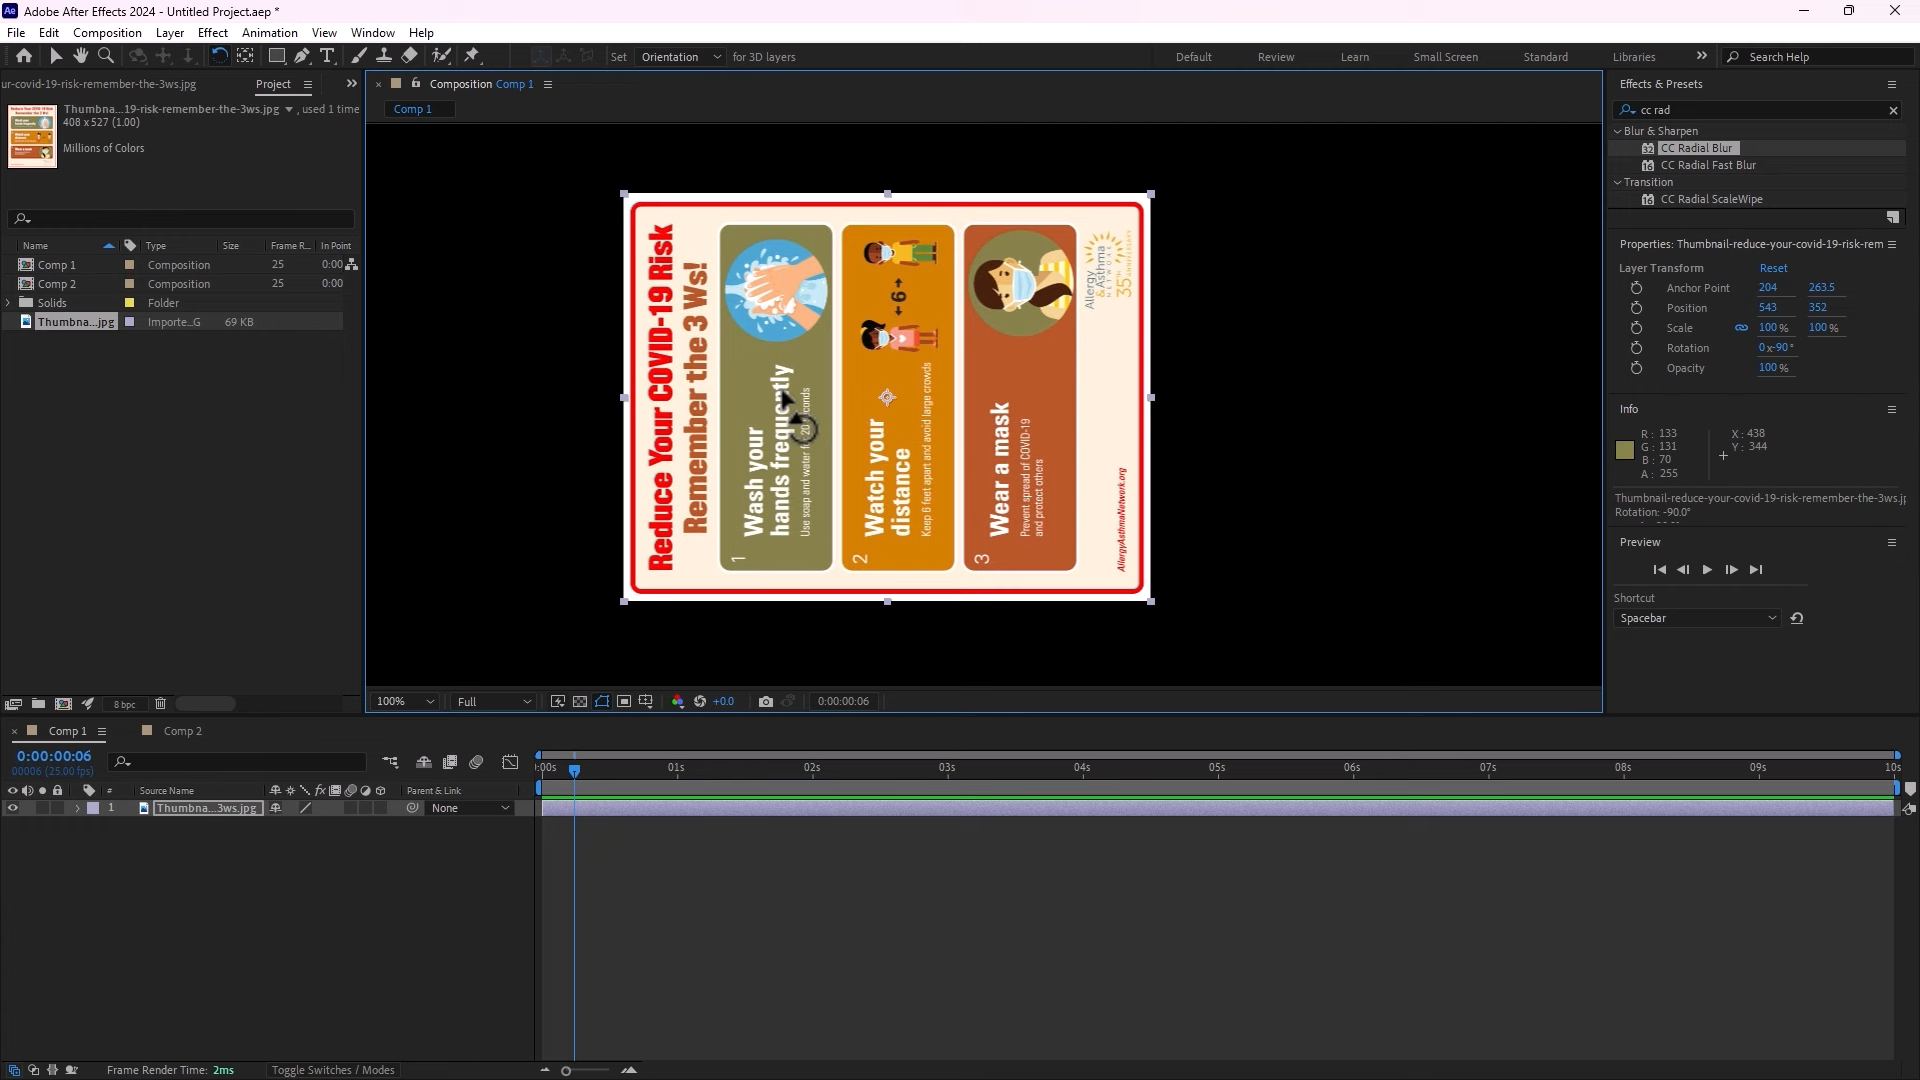 Adobe After Effects 2024 - Untitled Project.aep *
File Edit Composition Layer Effect Animation View Window Help
Set Orientation for 3D layers
Default Review Learn Small Screen Standard Libraries Search Help
ur-covid-19-risk-remember-the-3ws.jpg Project
Thumbna...19-risk-remember-the-3ws.jpg , used 1 time
408 x 527 (1.00)
Millions of Colors
Name Type Size Frame R... In Point
Comp 1 Composition 25 0:00
Comp 2 Composition 25 0:00
Solids Folder
Thumbna....jpg Importe...G 69 KB
8 bpc
Composition Comp 1
Comp 1
Reduce Your COVID-19 Risk
Remember the 3 Ws!
1
Wash your
hands frequently
Use soap and water 20 seconds
2
Watch your
distance
Keep 6 feet apart and avoid large crowds
6
3
Wear a mask
Prevent spread of COVID-19
and protect others
AllergyAsthmaNetwork.org
Allergy
& Asthma
NETWORK
35TH ANNIVERSARY
100% Full +0.0 0:00:00:06
Effects & Presets
cc rad
Blur & Sharpen
32 CC Radial Blur
16 CC Radial Fast Blur
Transition
16 CC Radial ScaleWipe
Properties: Thumbnail-reduce-your-covid-19-risk-rem
Layer Transform Reset
Anchor Point 204 263.5
Position 543 352
Scale 100 % 100 %
Rotation 0 x-90 °
Opacity 100 %
Info
R : 133 X : 438
G : 131 Y : 344
B : 70
A : 255
Thumbnail-reduce-your-covid-19-risk-remember-the-3ws.jp
Rotation: -90.0°
Preview
Shortcut
Spacebar
Comp 1 Comp 2
0:00:00:06
00006 (25.00 fps)
# Source Name fx Parent & Link
1 Thumbna...3ws.jpg None
:00s 01s 02s 03s 04s 05s 06s 07s 08s 09s 10s
Frame Render Time: 2ms Toggle Switches / Modes